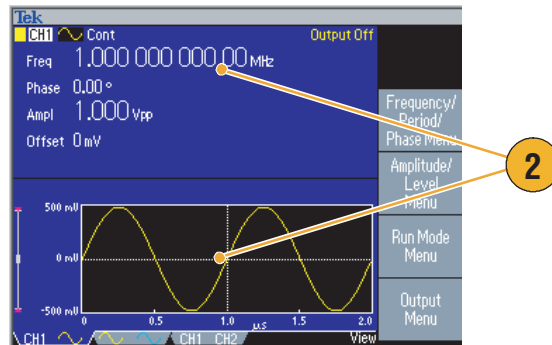 Tek
CH1 Cont Output Off
Freq 1.000 000 000 00 MHz
Phase 0.00 °
Ampl 1.000 Vpp
Offset 0 mV
Frequency/
Period/
Phase Menu
Amplitude/
Level
Menu
2
Run Mode
Menu
Output
Menu
500 mV
0 mV
-500 mV
0 0.5 1.0 1.5 2.0
µs
CH1 CH1 CH2 View